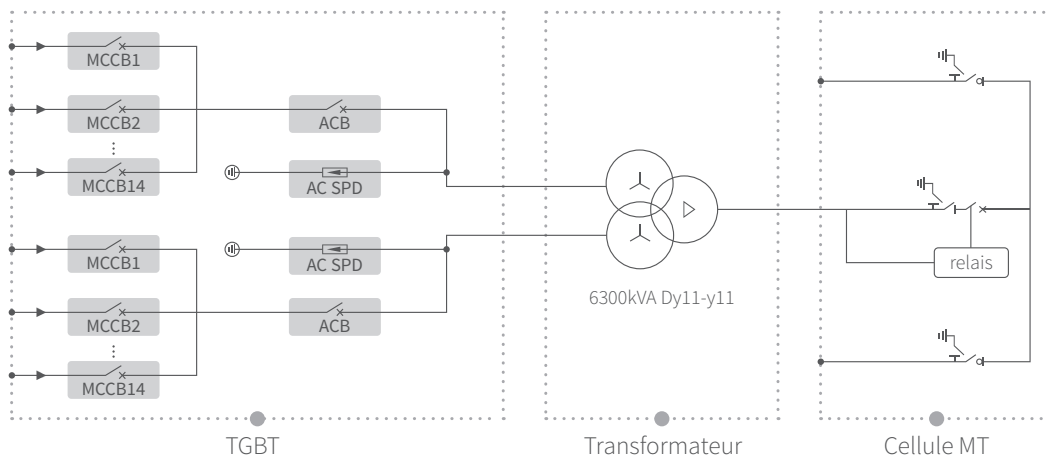 MCCB1
MCCB2
MCCB14
ACB
AC SPD
MCCB1
MCCB2
MCCB14
AC SPD
ACB
6300kVA Dy11-y11
relais
TGBT
Transformateur
Cellule MT